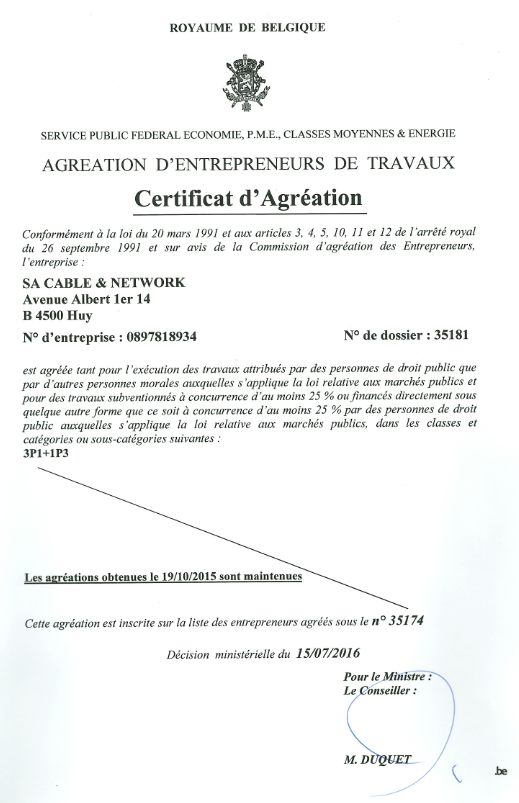 ROYAUME DE BELGIQUE
SERVICE PUBLIC FEDERAL ECONOMIE, P.M.E., CLASSES MOYENNES & ENERGIE
AGREATION D'ENTREPRENEURS DE TRAVAUX
Certificat d'Agréation
Conformément à la loi du 20 mars 1991 et aux articles 3, 4, 5, 10, 11 et 12 de l'arrêté royal
du 26 septembre 1991 et sur avis de la Commission d'agréation des Entrepreneurs,
l'entreprise :
SA CABLE & NETWORK
Avenue Albert 1er 14
B 4500 Huy
N° d'entreprise : 0897818934 N° de dossier : 35181
est agréée tant pour l'exécution des travaux attribués par des personnes de droit public que
par d'autres personnes morales auxquelles s'applique la loi relative aux marchés publics et
pour des travaux subventionnés à concurrence d'au moins 25 % ou financés directement sous
quelque autre forme que ce soit à concurrence d'au moins 25 % par des personnes de droit
public auxquelles s'applique la loi relative aux marchés publics, dans les classes et
catégories ou sous-catégories suivantes :
3P1+1P3
Les agréations obtenues le 19/10/2015 sont maintenues
Cette agréation est inscrite sur la liste des entrepreneurs agréés sous le n° 35174
Décision ministérielle du 15/07/2016
Pour le Ministre :
Le Conseiller :
M. DUQUET
.be